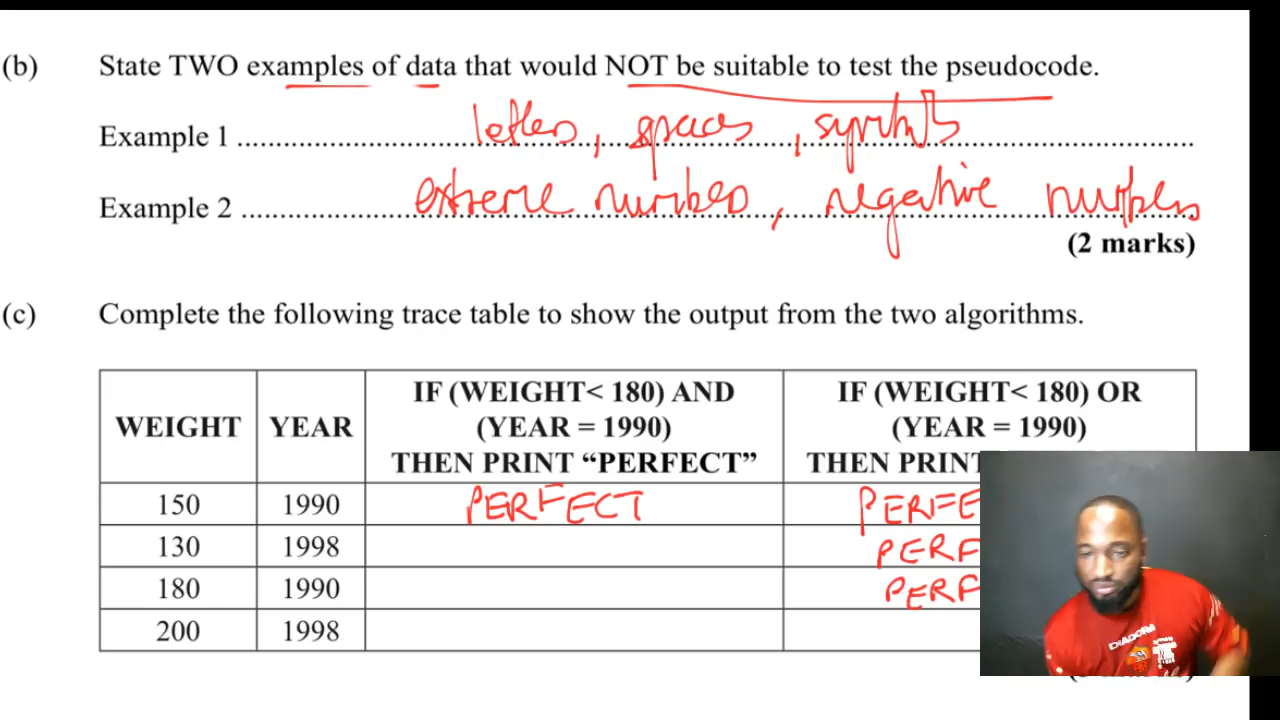 (b) State TWO examples of data that would NOT be suitable to test the pseudocode.
Example 1 letters, spaces, symbols
Example 2 extreme numbers, negative numbers
(2 marks)
(c) Complete the following trace table to show the output from the two algorithms.
WEIGHT YEAR IF (WEIGHT< 180) AND (YEAR = 1990) THEN PRINT “PERFECT” IF (WEIGHT< 180) OR (YEAR = 1990) THEN PRINT
150 1990 PERFECT PERFE
130 1998 PERF
180 1990 PERF
200 1998
DIADORA